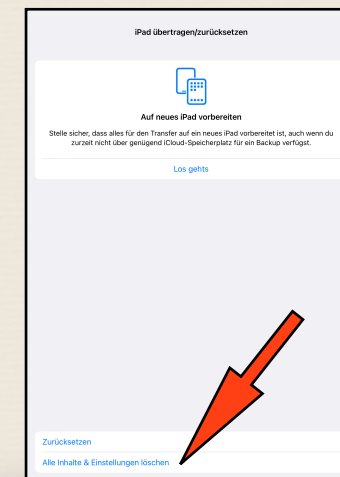 iPad übertragen/zurücksetzen
Auf neues iPad vorbereiten
Stelle sicher, dass alles für den Transfer auf ein neues iPad vorbereitet ist, auch wenn du
zurzeit nicht über genügend iCloud-Speicherplatz für ein Backup verfügst.
Los gehts
Zurücksetzen
Alle Inhalte & Einstellungen löschen